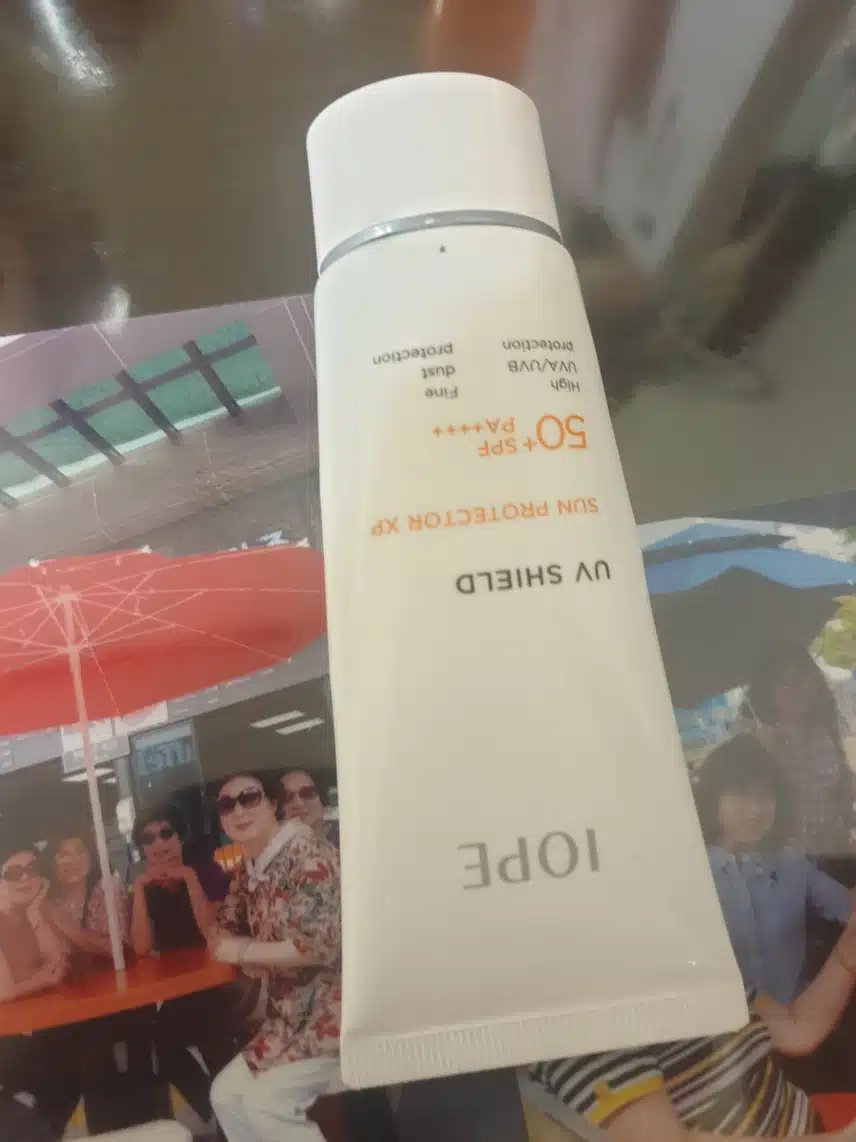 IOPE
UV SHIELD
SUN PROTECTOR XP
50+ SPF
PA++++
High
UVA/UVB
protection
Fine
dust
protection